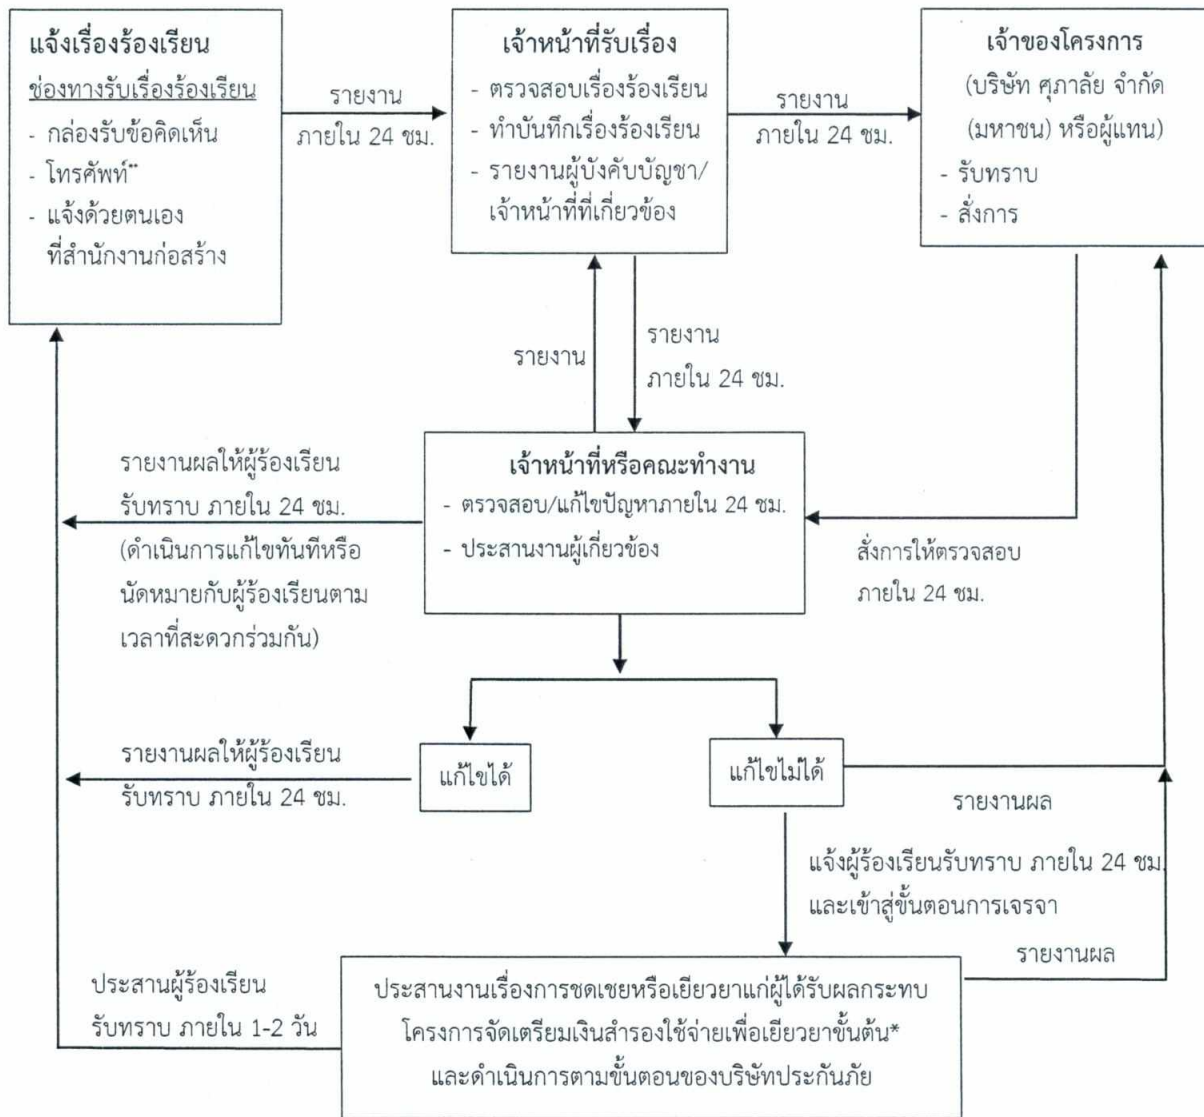 แจ้งเรื่องร้องเรียน
ช่องทางรับเรื่องร้องเรียน
- กล่องรับข้อคิดเห็น
- โทรศัพท์**
- แจ้งด้วยตนเอง
ที่สำนักงานก่อสร้าง
รายงาน
ภายใน 24 ชม.
เจ้าหน้าที่รับเรื่อง
- ตรวจสอบเรื่องร้องเรียน
- ทำบันทึกเรื่องร้องเรียน
- รายงานผู้บังคับบัญชา/
เจ้าหน้าที่ที่เกี่ยวข้อง
รายงาน
ภายใน 24 ชม.
เจ้าของโครงการ
(บริษัท ศุภาลัย จำกัด
(มหาชน) หรือผู้แทน)
- รับทราบ
- สั่งการ
รายงาน
รายงาน
ภายใน 24 ชม.
รายงานผลให้ผู้ร้องเรียน
รับทราบ ภายใน 24 ชม.
(ดำเนินการแก้ไขทันทีหรือ
นัดหมายกับผู้ร้องเรียนตาม
เวลาที่สะดวกร่วมกัน)
เจ้าหน้าที่หรือคณะทำงาน
- ตรวจสอบ/แก้ไขปัญหาภายใน 24 ชม.
- ประสานงานผู้เกี่ยวข้อง
สั่งการให้ตรวจสอบ
ภายใน 24 ชม.
รายงานผลให้ผู้ร้องเรียน
รับทราบ ภายใน 24 ชม.
แก้ไขได้
แก้ไขไม่ได้
รายงานผล
แจ้งผู้ร้องเรียนรับทราบ ภายใน 24 ชม.
และเข้าสู่ขั้นตอนการเจรจา
รายงานผล
ประสานผู้ร้องเรียน
รับทราบ ภายใน 1-2 วัน
ประสานงานเรื่องการชดเชยหรือเยียวยาแก่ผู้ได้รับผลกระทบ
โครงการจัดเตรียมเงินสำรองใช้จ่ายเพื่อเยียวยาขั้นต้น*
และดำเนินการตามขั้นตอนของบริษัทประกันภัย